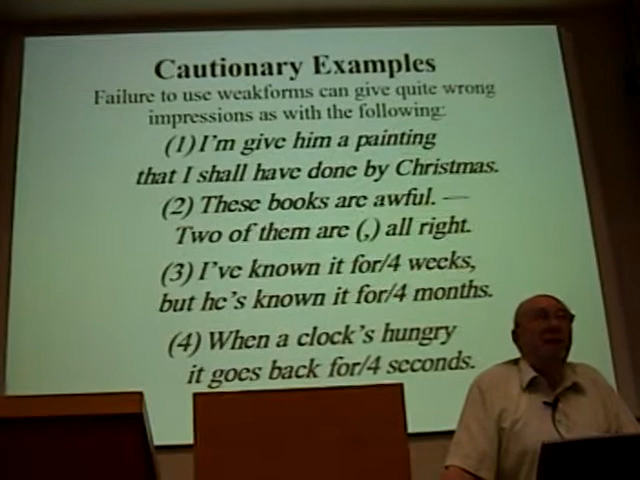 Cautionary Examples
Failure to use weakforms can give quite wrong
impressions as with the following:
(1) I'm give him a painting
that I shall have done by Christmas.
(2) These books are awful. —
Two of them are (,) all right.
(3) I've known it for/4 weeks,
but he's known it for/4 months.
(4) When a clock's hungry
it goes back for/4 seconds.